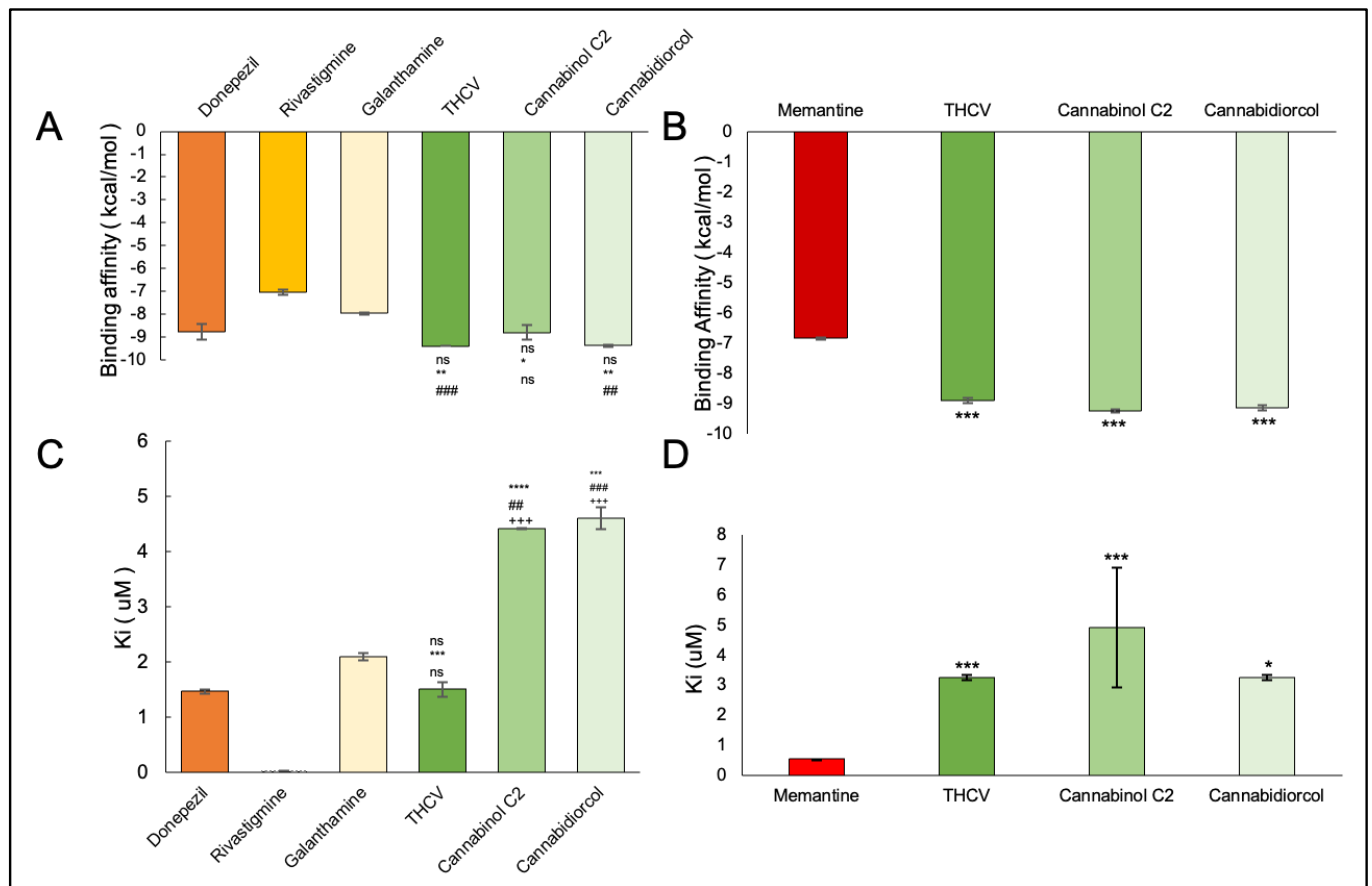 A
Donepezil
Rivastigmine
Galanthamine
THCV
Cannabinol C2
Cannabidiorcol
Binding affinity ( kcal/mol)
0
-1
-2
-3
-4
-5
-6
-7
-8
-9
-10
ns
**
###
ns
*
ns
ns
**
##
B
Memantine THCV Cannabinol C2 Cannabidiorcol
Binding Affinity ( kcal/mol)
0
-1
-2
-3
-4
-5
-6
-7
-8
-9
-10
***
***
***
C
Ki ( uM )
6
5
4
2
1
0
ns
***
ns
****
##
+++
***
###
+++
Donepezil
Rivastigmine
Galanthamine
THCV
Cannabinol C2
Cannabidiorcol
D
Ki (uM)
8
7
6
5
4
3
2
1
0
***
***
*
Memantine THCV Cannabinol C2 Cannabidiorcol